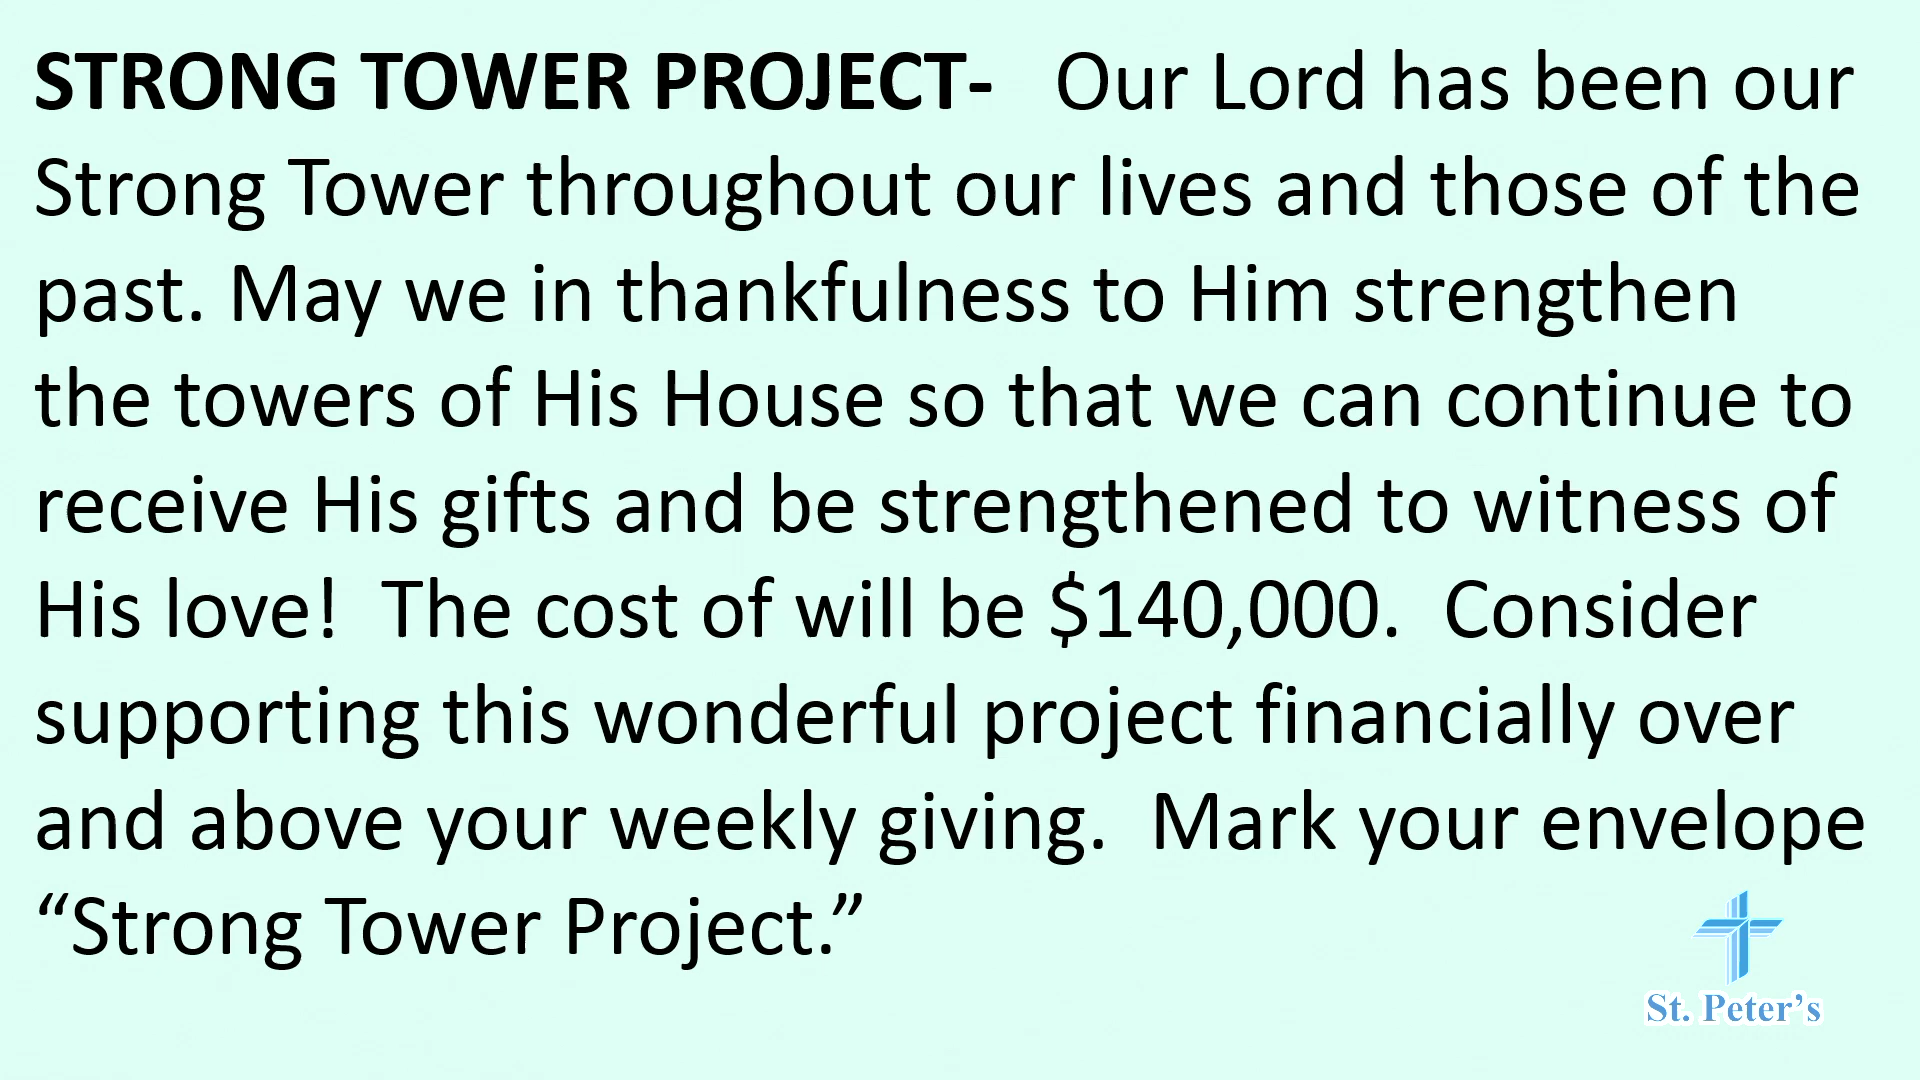 STRONG TOWER PROJECT-   Our Lord has been our
Strong Tower throughout our lives and those of the
past. May we in thankfulness to Him strengthen
the towers of His House so that we can continue to
receive His gifts and be strengthened to witness of
His love!  The cost of will be $140,000.  Consider
supporting this wonderful project financially over
and above your weekly giving.  Mark your envelope
“Strong Tower Project.”
St. Peter’s